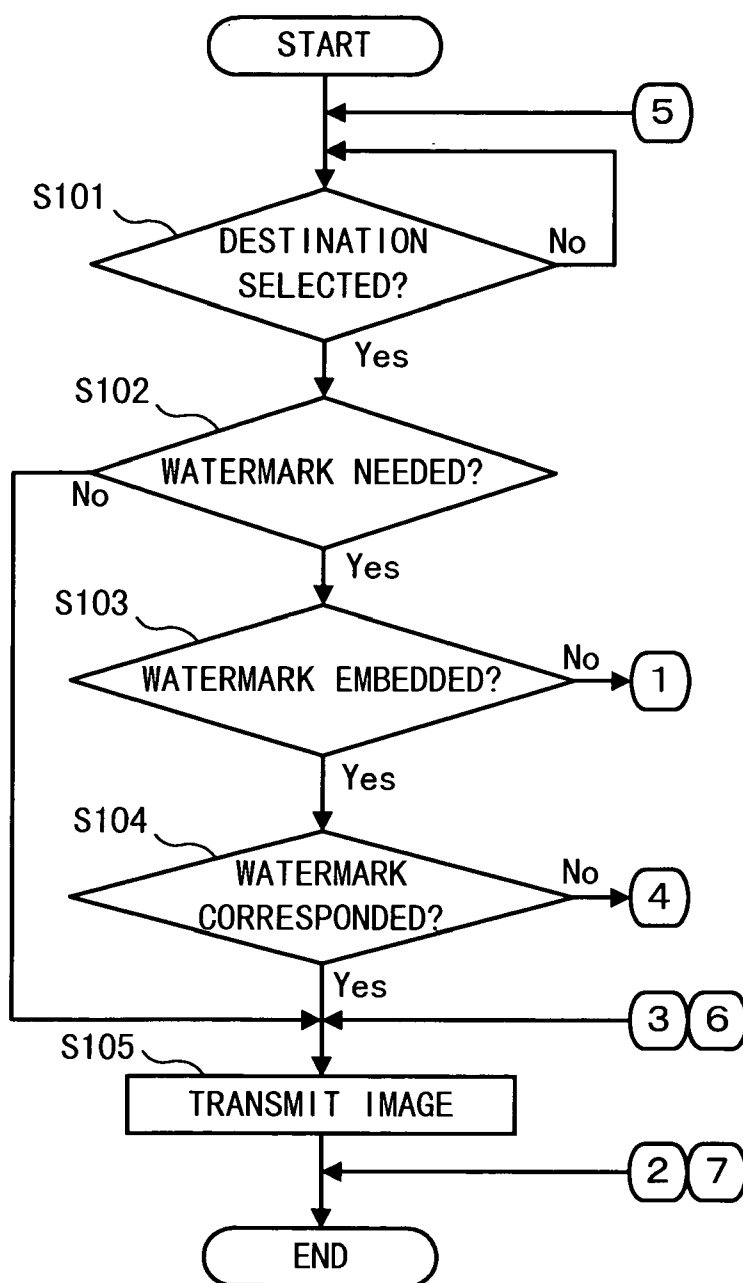 START
5
S101
DESTINATION
SELECTED?
No
Yes
S102
WATERMARK NEEDED?
No
Yes
S103
WATERMARK EMBEDDED?
No
1
Yes
S104
WATERMARK
CORRESPONDED?
No
4
Yes
3 6
S105
TRANSMIT IMAGE
2 7
END